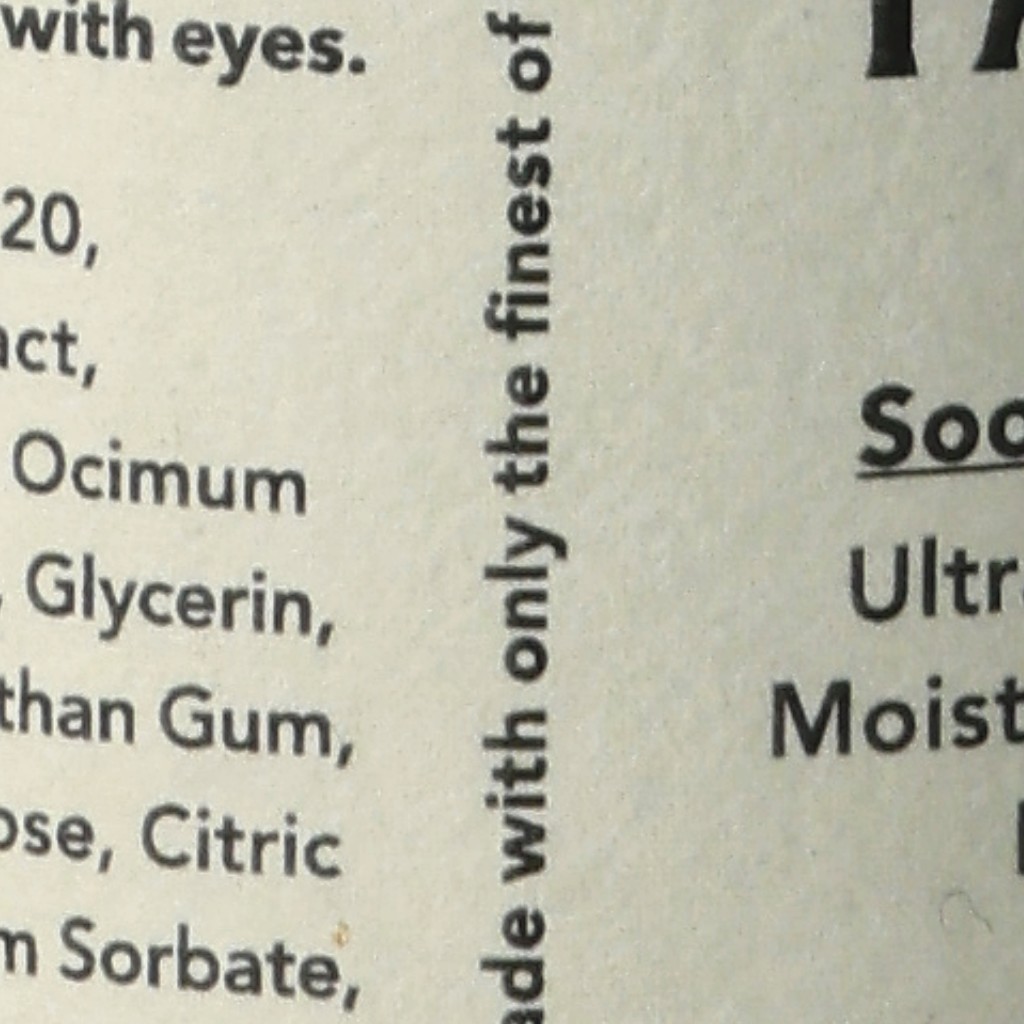 with eyes.
20,
act,
Ocimum
, Glycerin,
than Gum,
ose, Citric
m Sorbate,
ade with only the finest of
Soo
Ultr
Moist